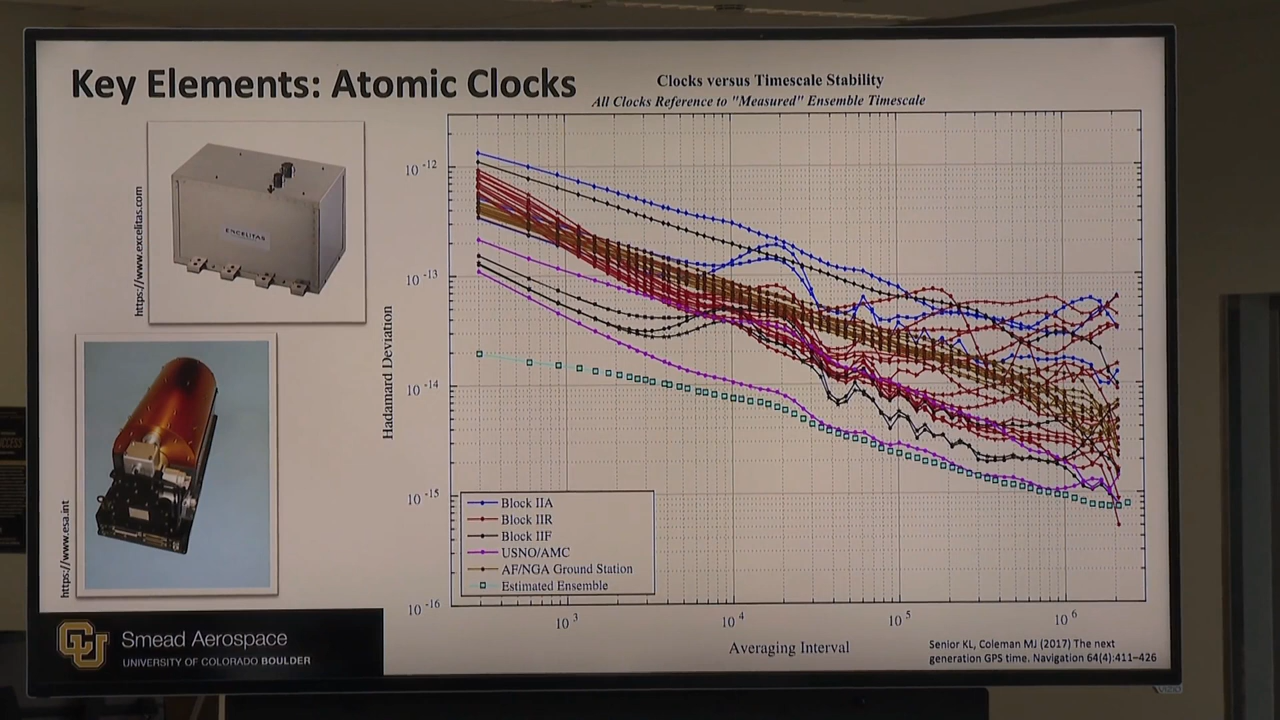 Key Elements: Atomic Clocks
Clocks versus Timescale Stability
All Clocks Reference to "Measured" Ensemble Timescale
https://www.excelitas.com
EXCELITAS
https://www.esa.int
Hadamard Deviation
10 -12
10 -13
10 -14
10 -15
10 -16
Block IIA
Block IIR
Block IIF
USNO/AMC
AF/NGA Ground Station
Estimated Ensemble
10 3
10 4
10 5
10 6
Averaging Interval
Senior KL, Coleman MJ (2017) The next
generation GPS time. Navigation 64(4):411–426
CU
Smead Aerospace
UNIVERSITY OF COLORADO BOULDER
VIZIO